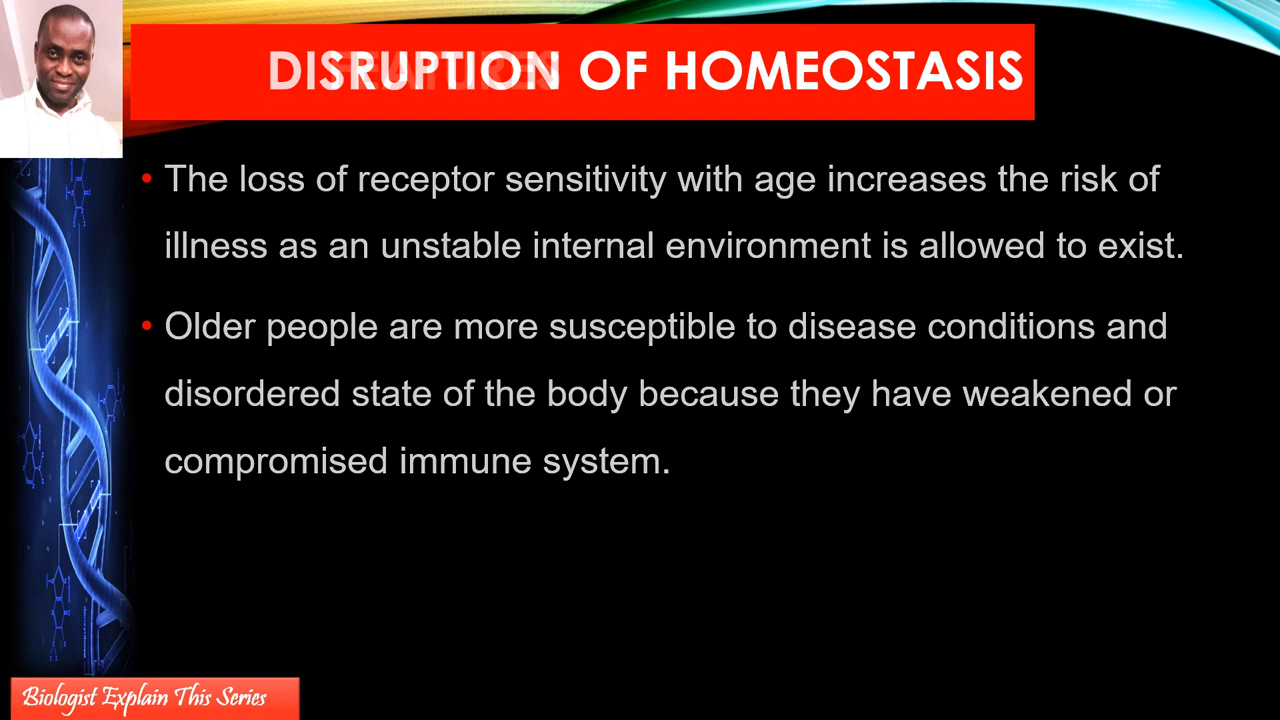 DISRUPTION OF HOMEOSTASIS
• The loss of receptor sensitivity with age increases the risk of
illness as an unstable internal environment is allowed to exist.
• Older people are more susceptible to disease conditions and
disordered state of the body because they have weakened or
compromised immune system.
Biologist Explain This Series